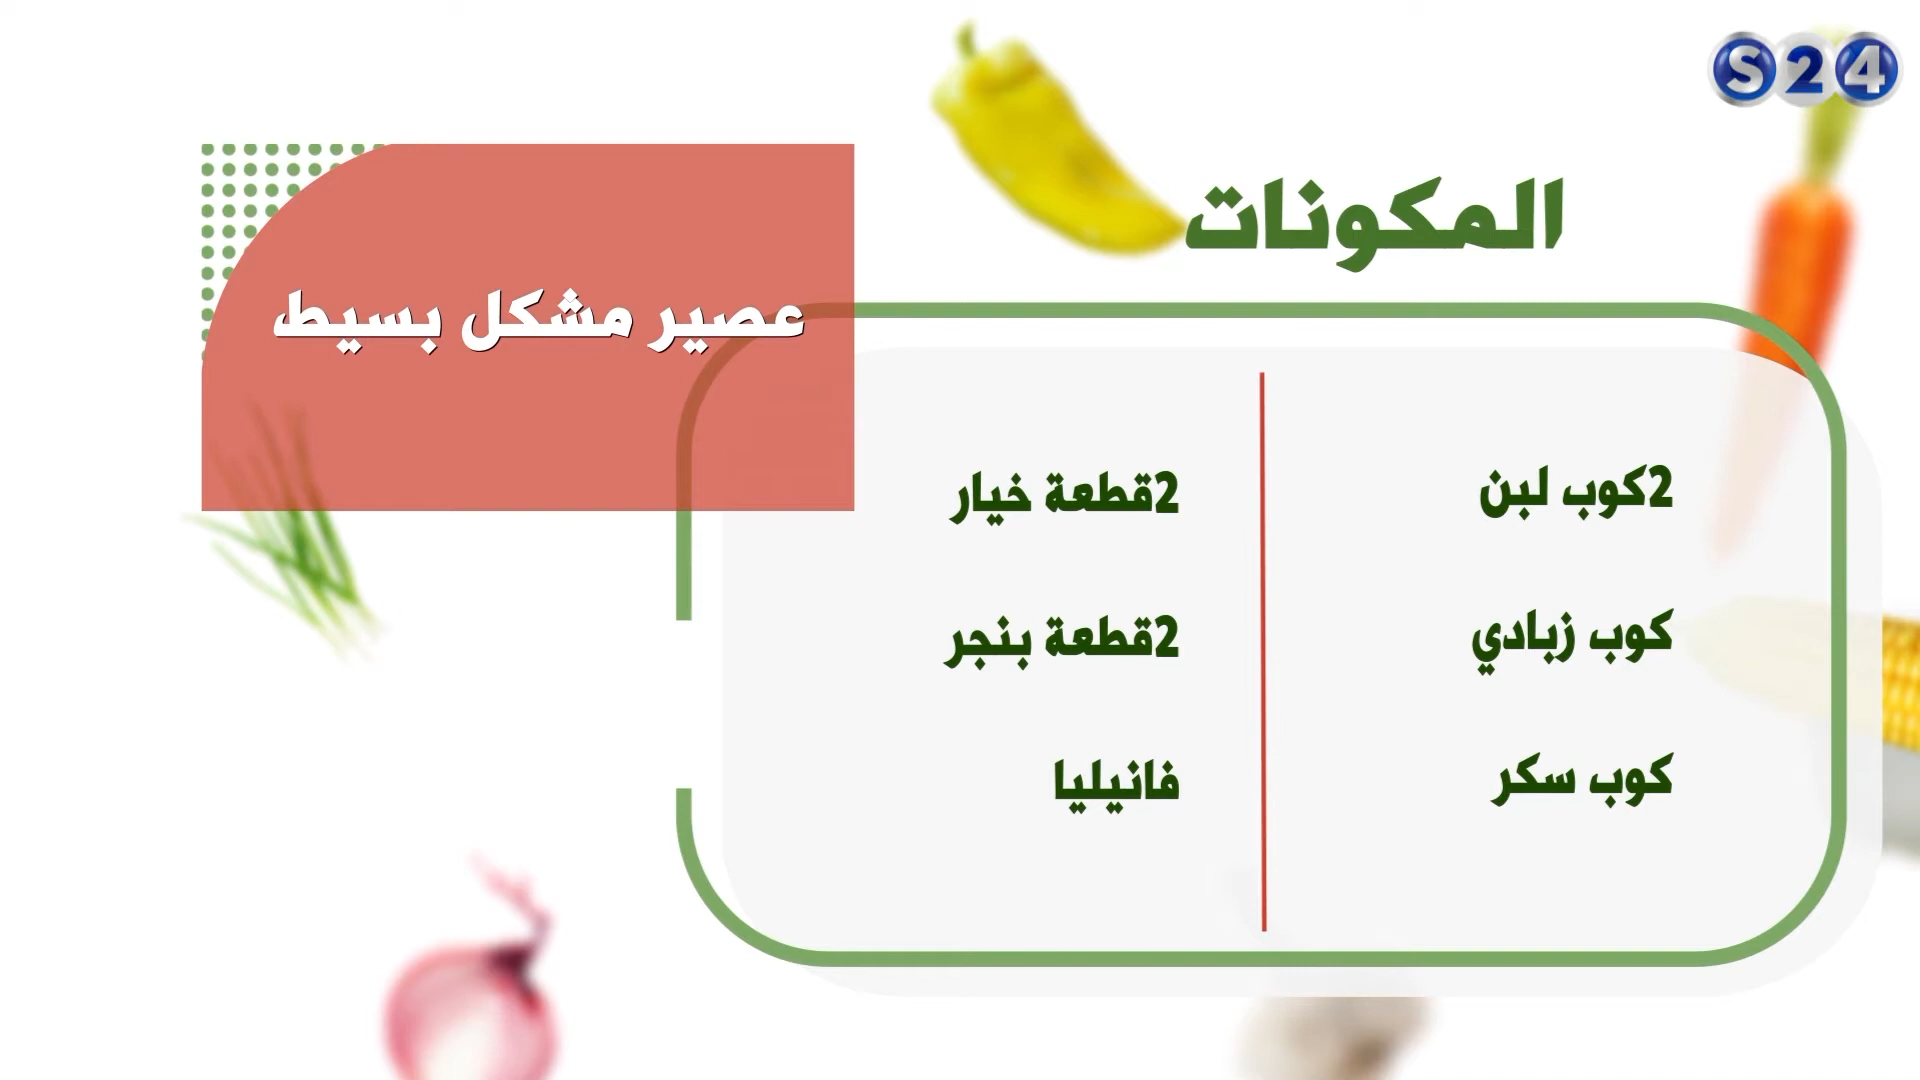 S24
المكونات
عصير مشكل بسيط
2كوب لبن
كوب زبادي
كوب سكر
2قطعة خيار
2قطعة بنجر
فانيليا